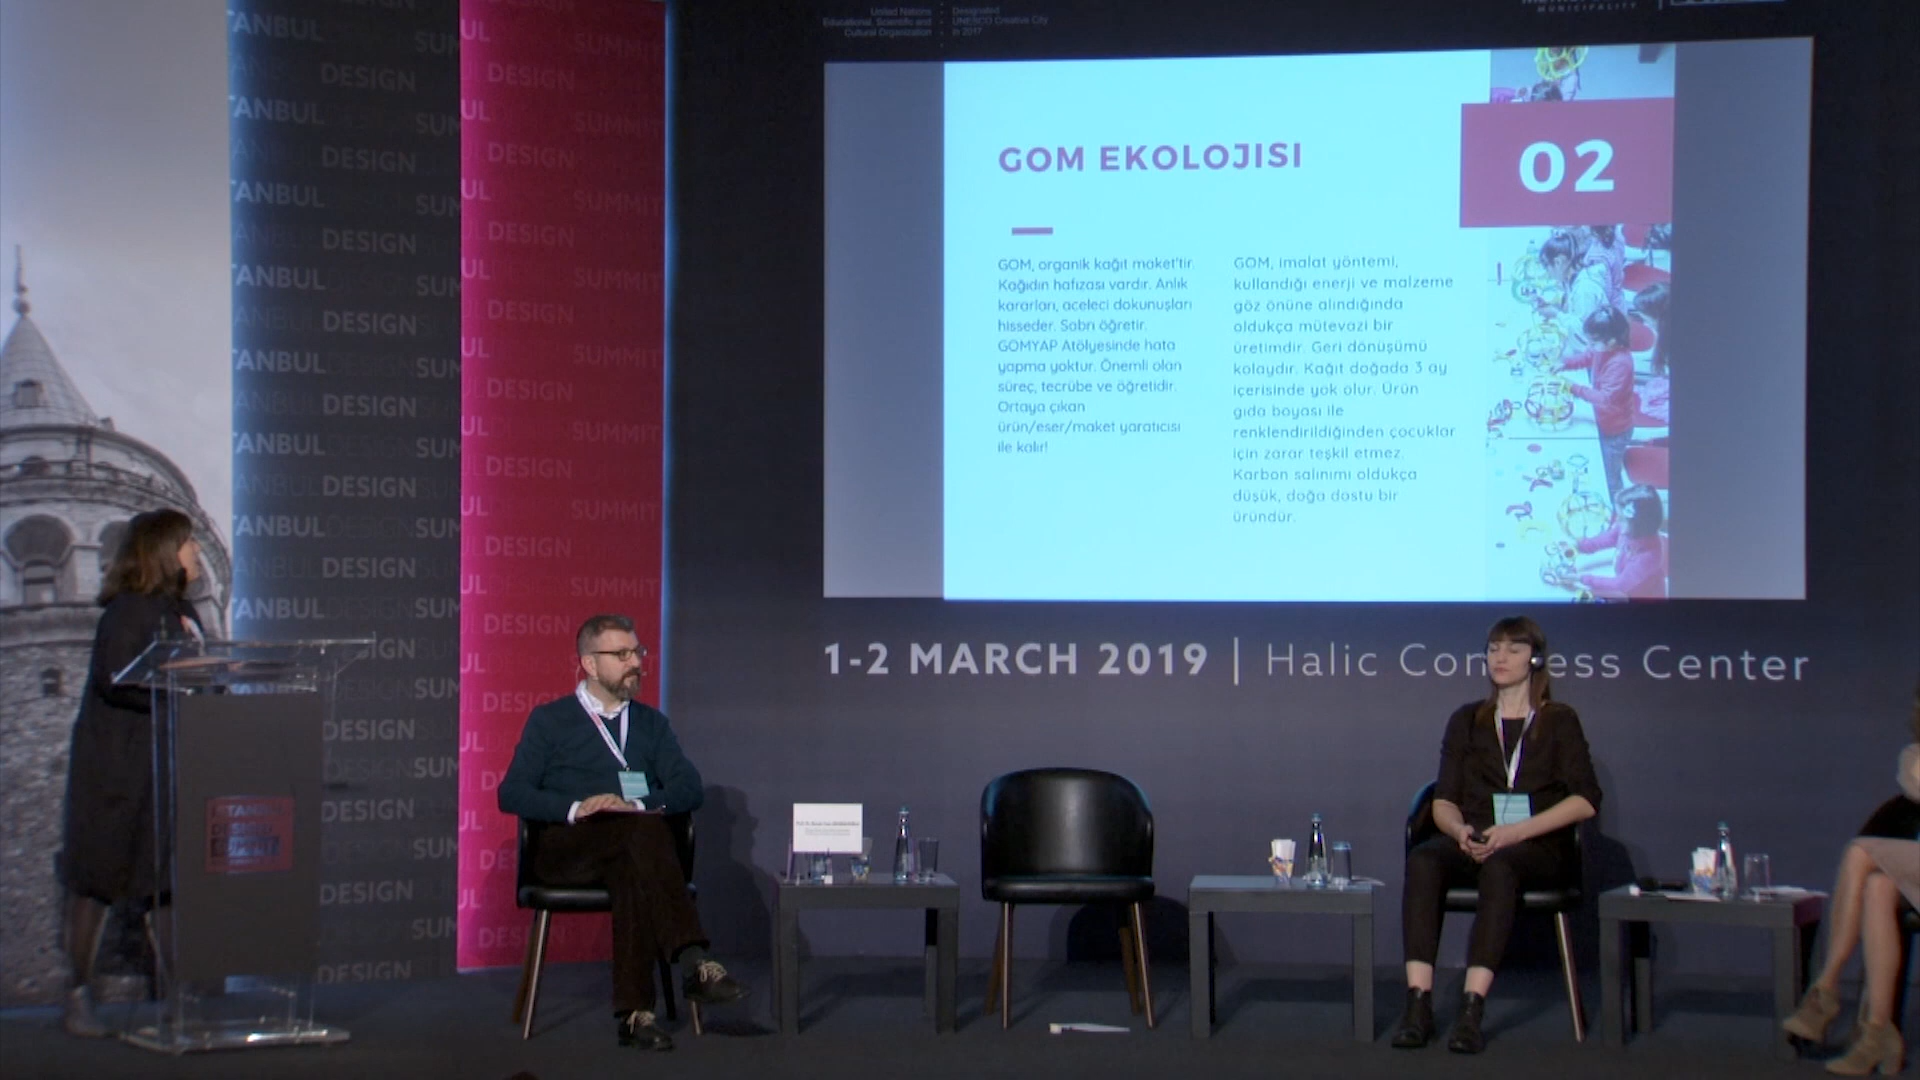 United Nations
Educational, Scientific and
Cultural Organization
Designated
UNESCO Creative City
in 2017
MUNICIPALITY
GOM EKOLOJISI
02
GOM, organik kağıt maket'tir.
Kağıdın hafızası vardır. Anlık
kararları, aceleci dokunuşları
hisseder. Sabrı öğretir.
GOMYAP Atölyesinde hata
yapma yoktur. Önemli olan
süreç, tecrübe ve öğretidir.
Ortaya çıkan
ürün/eser/maket yaratıcısı
ile kalır!
GOM, imalat yöntemi,
kullandığı enerji ve malzeme
göz önüne alındığında
oldukça mütevazi bir
üretimdir. Geri dönüşümü
kolaydır. Kağıt doğada 3 ay
içerisinde yok olur. Ürün
gıda boyası ile
renklendirildiğinden çocuklar
için zarar teşkil etmez.
Karbon salınımı oldukça
düşük, doğa dostu bir
üründür.
1-2 MARCH 2019 | Halic Con ess Center
TANBUL DESIGN SUMMIT
ISTANBUL
DESIGN
SUMMIT